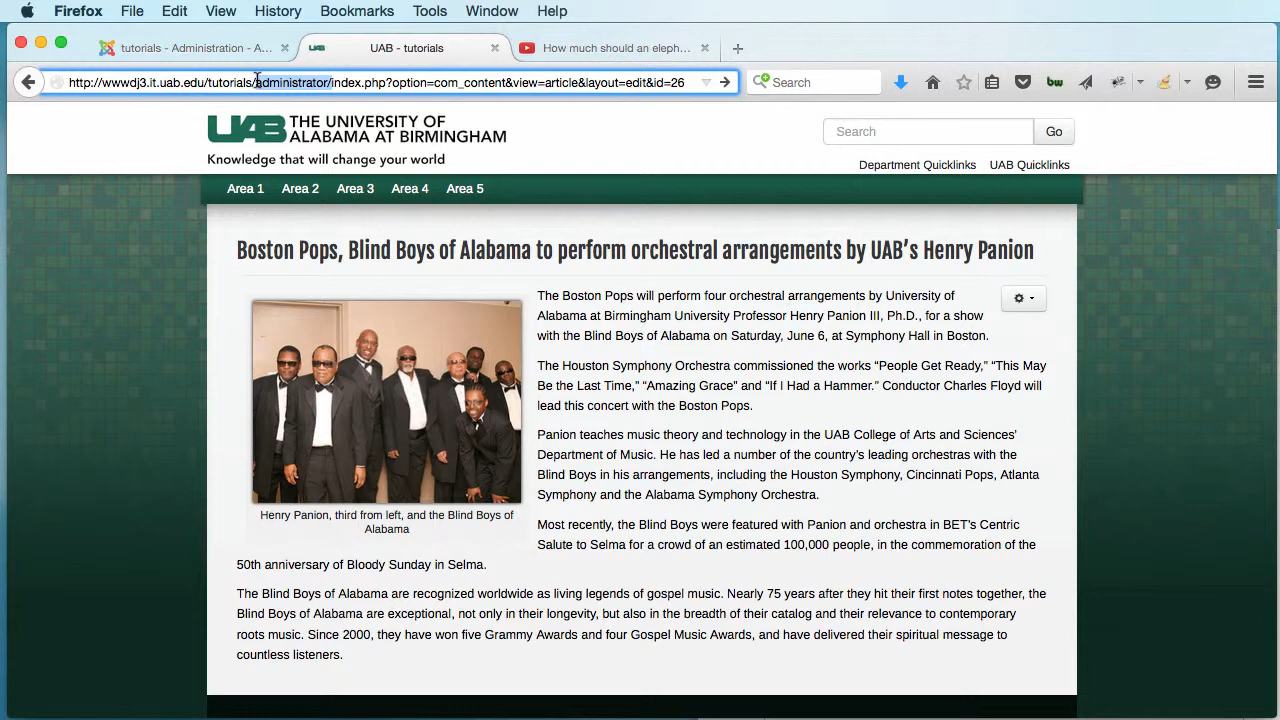 Firefox File Edit View History Bookmarks Tools Window Help
tutorials - Administration - A...
UAB
UAB - tutorials
How much should an eleph...
http://wwwdj3.it.uab.edu/tutorials/administrator/index.php?option=com_content&view=article&layout=edit&id=26
Search
bw
UAB THE UNIVERSITY OF
ALABAMA AT BIRMINGHAM
Knowledge that will change your world
Search
Go
Department Quicklinks UAB Quicklinks
Area 1 Area 2 Area 3 Area 4 Area 5
Boston Pops, Blind Boys of Alabama to perform orchestral arrangements by UAB’s Henry Panion
The Boston Pops will perform four orchestral arrangements by University of
Alabama at Birmingham University Professor Henry Panion III, Ph.D., for a show
with the Blind Boys of Alabama on Saturday, June 6, at Symphony Hall in Boston.
The Houston Symphony Orchestra commissioned the works “People Get Ready,” “This May
Be the Last Time,” “Amazing Grace” and “If I Had a Hammer.” Conductor Charles Floyd will
lead this concert with the Boston Pops.
Panion teaches music theory and technology in the UAB College of Arts and Sciences’
Department of Music. He has led a number of the country’s leading orchestras with the
Blind Boys in his arrangements, including the Houston Symphony, Cincinnati Pops, Atlanta
Symphony and the Alabama Symphony Orchestra.
Henry Panion, third from left, and the Blind Boys of
Alabama
Most recently, the Blind Boys were featured with Panion and orchestra in BET's Centric
Salute to Selma for a crowd of an estimated 100,000 people, in the commemoration of the
50th anniversary of Bloody Sunday in Selma.
The Blind Boys of Alabama are recognized worldwide as living legends of gospel music. Nearly 75 years after they hit their first notes together, the
Blind Boys of Alabama are exceptional, not only in their longevity, but also in the breadth of their catalog and their relevance to contemporary
roots music. Since 2000, they have won five Grammy Awards and four Gospel Music Awards, and have delivered their spiritual message to
countless listeners.